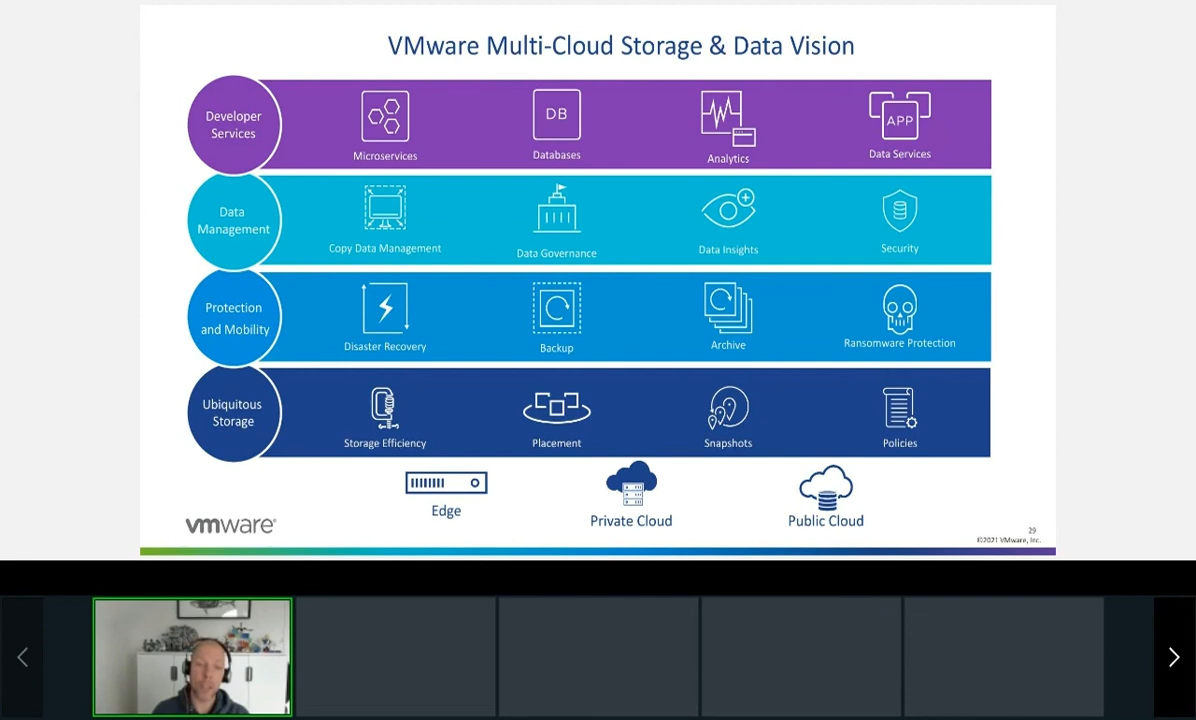 VMware Multi-Cloud Storage & Data Vision
Developer
Services
Microservices
DB
Databases
Analytics
APP
Data Services
Data
Management
Copy Data Management
Data Governance
Data Insights
Security
Protection
and Mobility
Disaster Recovery
Backup
Archive
Ransomware Protection
Ubiquitous
Storage
Storage Efficiency
Placement
Snapshots
Policies
Edge
Private Cloud
Public Cloud
vmware®
29
©2021 VMware, Inc.